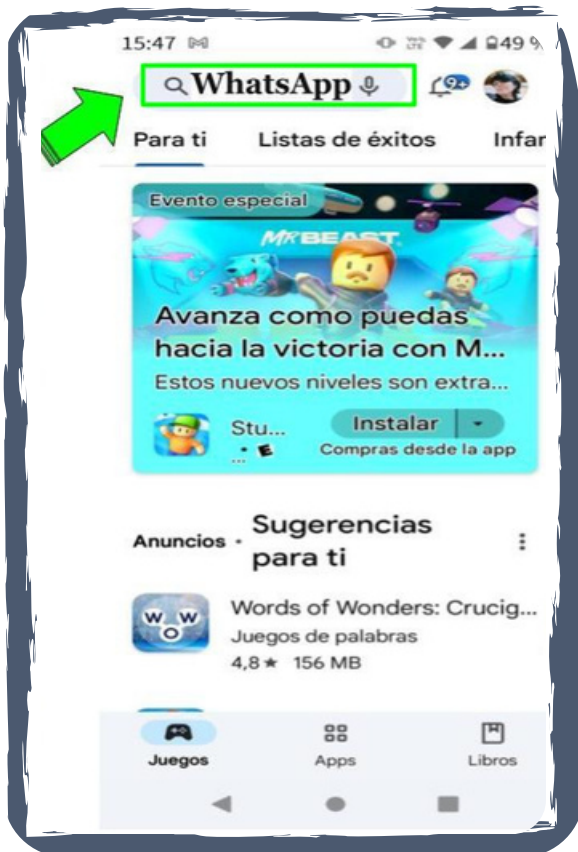 15:47
49 %
WhatsApp
9+
Para ti Listas de éxitos Infar
Evento especial
MRBEAST
Avanza como puedas
hacia la victoria con M...
Estos nuevos niveles son extra...
Stu...
Instalar
... • E
Compras desde la app
Anuncios • Sugerencias
para ti
W W
O
Words of Wonders: Crucig...
Juegos de palabras
4,8★ 156 MB
Juegos Apps Libros